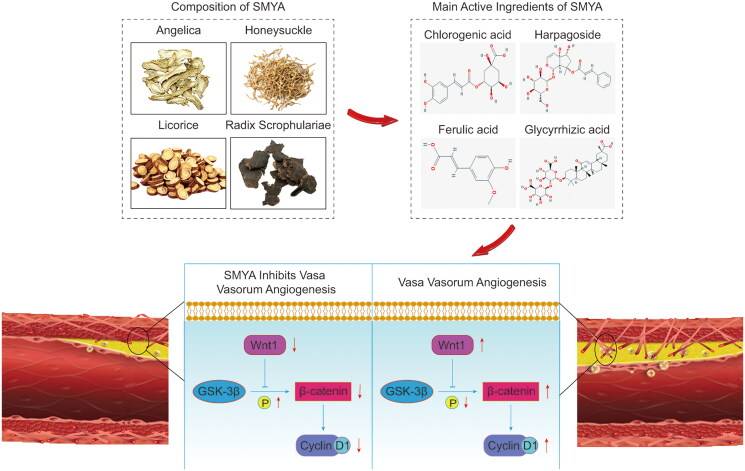 Composition of SMYA
Main Active Ingredients of SMYA
Angelica
Honeysuckle
Licorice
Radix Scrophulariae
Chlorogenic acid
Harpagoside
Ferulic acid
Glycyrrhizic acid
SMYA Inhibits Vasa
Vasorum Angiogenesis
Vasa Vasorum Angiogenesis
Wnt1
GSK-3β
P
β-catenin
Cyclin D1
Wnt1
GSK-3β
P
β-catenin
Cyclin D1